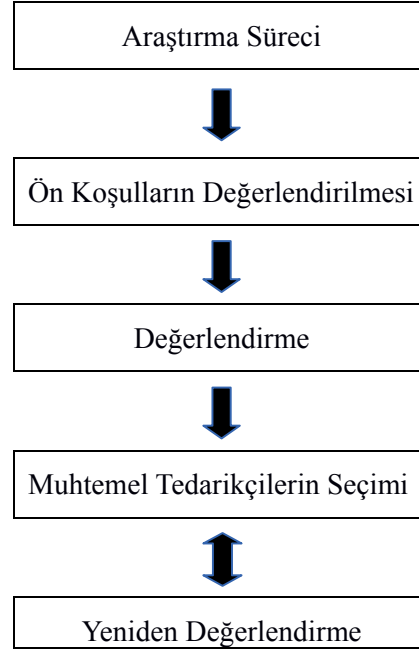 Araştırma Süreci
Ön Koşulların Değerlendirilmesi
Değerlendirme
Muhtemel Tedarikçilerin Seçimi
Yeniden Değerlendirme